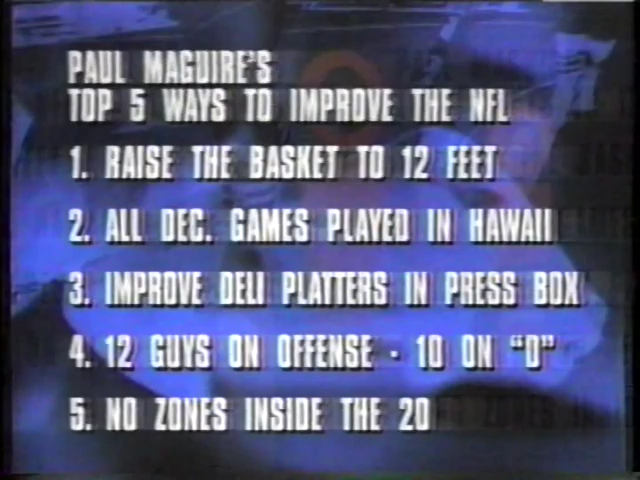 PAUL MAGUIRE'S
TOP 5 WAYS TO IMPROVE THE NFL
1. RAISE THE BASKET TO 12 FEET
2. ALL DEC. GAMES PLAYED IN HAWAII
3. IMPROVE DELI PLATTERS IN PRESS BOX
4. 12 GUYS ON OFFENSE - 10 ON "D"
5. NO ZONES INSIDE THE 20